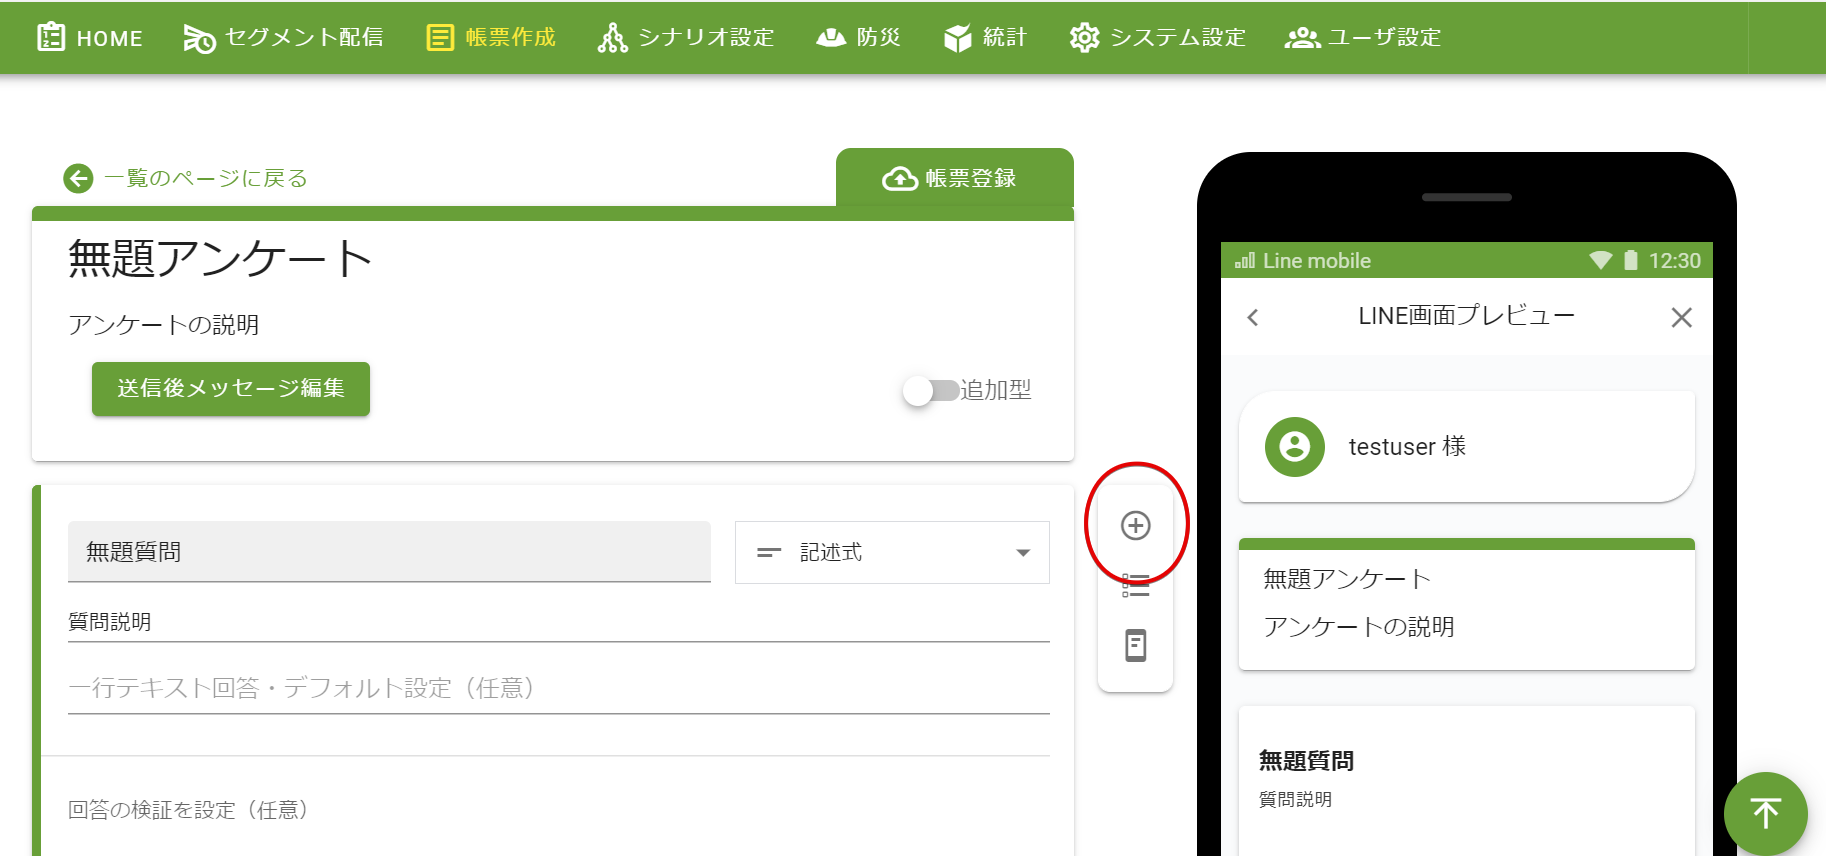 HOME セグメント配信 帳票作成 シナリオ設定 防災 統計 システム設定 ユーザ設定
一覧のページに戻る
帳票登録
無題アンケート
アンケートの説明
送信後メッセージ編集
追加型
無題質問
記述式
質問説明
一行テキスト回答・デフォルト設定（任意）
回答の検証を設定（任意）
Line mobile 12:30
LINE画面プレビュー
testuser 様
無題アンケート
アンケートの説明
無題質問
質問説明